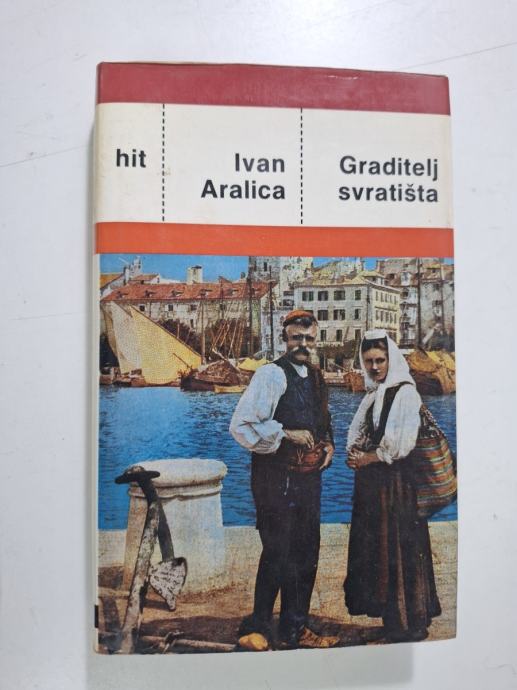 hit
Ivan
Aralica
Graditelj
svratišta